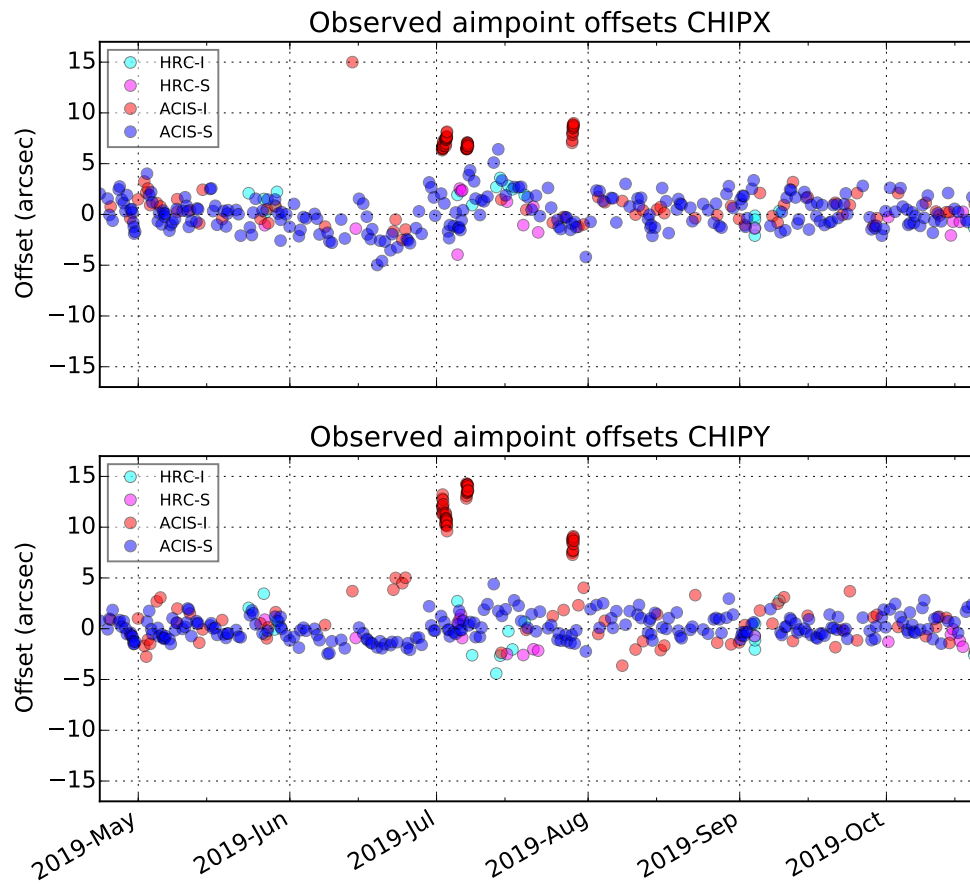 Observed aimpoint offsets CHIPX
Offset (arcsec)
15
10
5
0
−5
−10
−15
HRC-I
HRC-S
ACIS-I
ACIS-S
Observed aimpoint offsets CHIPY
Offset (arcsec)
15
10
5
0
−5
−10
−15
HRC-I
HRC-S
ACIS-I
ACIS-S
2019-May
2019-Jun
2019-Jul
2019-Aug
2019-Sep
2019-Oct